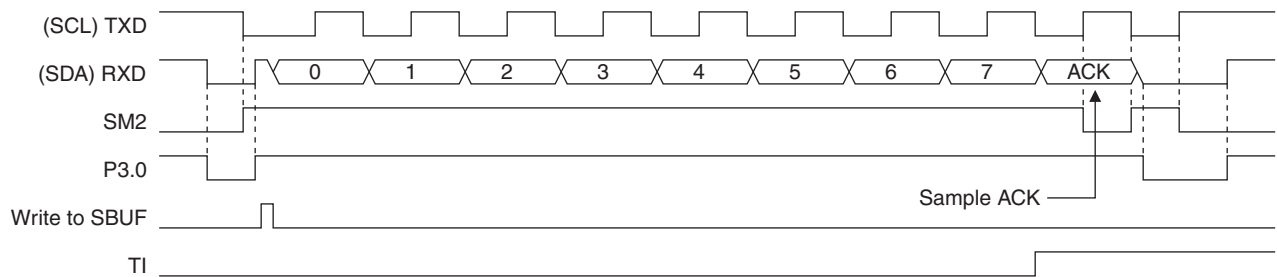 (SCL) TXD
(SDA) RXD 0 1 2 3 4 5 6 7 ACK
SM2
P3.0
Sample ACK
Write to SBUF
TI